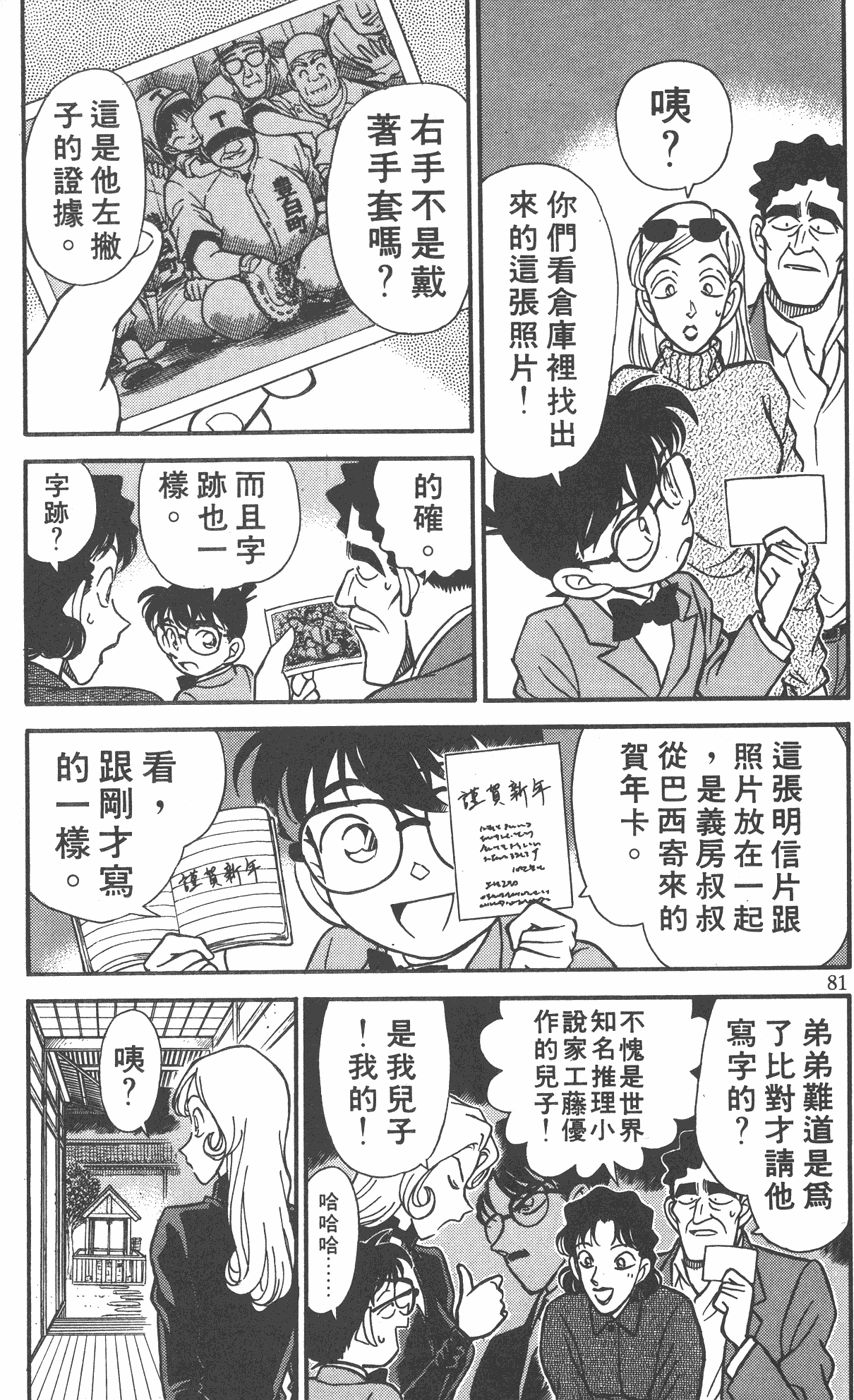 咦?
你們看倉庫裡找出
來的這張照片!
右手不是戴
著手套嗎?
這是他左撇
子的證據。
T
T
豊白町
的確。
而且字
跡也一
樣。
字跡?
這張明信片跟
照片放在一起
,是義房叔叔
從巴西寄來的
賀年卡。
謹賀新年
看,
跟剛才寫
的一樣。
謹賀新年
81
弟弟難道是為
了比對才請他
寫字的?
不愧是世界
知名推理小
說家工藤優
作的兒子!
是我兒子
!我的!
哈哈哈……
咦?